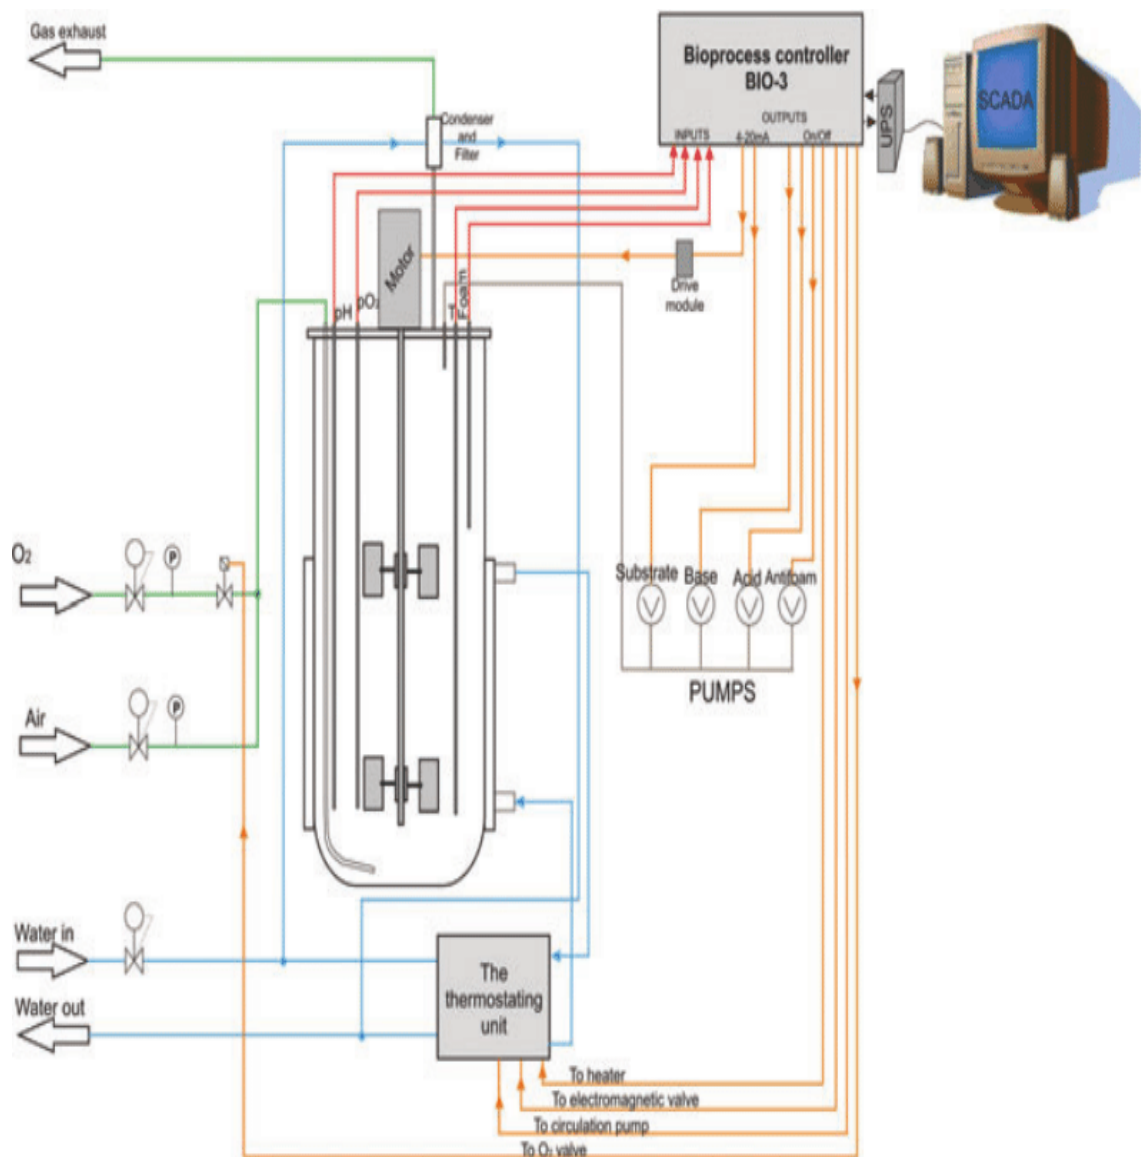 Gas exhaust
Bioprocess controller
BIO-3
OUTPUTS
INPUTS
4-20mA
On/Off
UPS
SCADA
Condenser
and
Filter
Motor
Drive
module
pH
pO₂
T
Foam
O₂
P
Substrate
Base
Acid
Antifoam
PUMPS
Air
P
Water in
Water out
The
thermostating
unit
To heater
To electromagnetic valve
To circulation pump
To O₂ valve